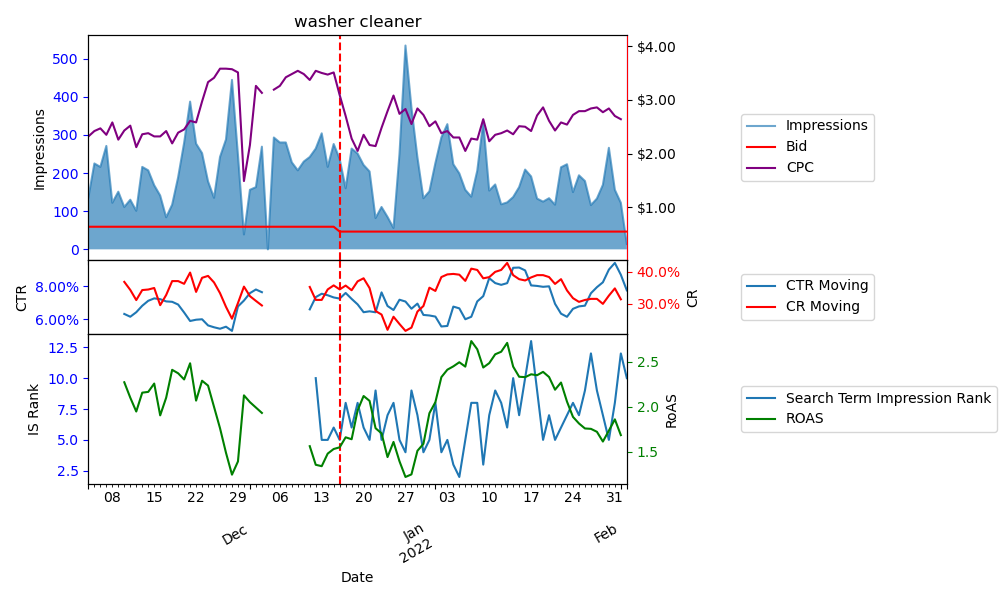 washer cleaner
Impressions
500
400
300
200
100
0
$4.00
$3.00
$2.00
$1.00
Impressions
Bid
CPC
CTR
8.00%
6.00%
40.0%
30.0%
CR
CTR Moving
CR Moving
IS Rank
12.5
10.0
7.5
5.0
2.5
2.5
2.0
1.5
RoAS
Search Term Impression Rank
ROAS
08 15 22 29 06 13 20 27 03 10 17 24 31
Dec Jan Feb
2022
Date